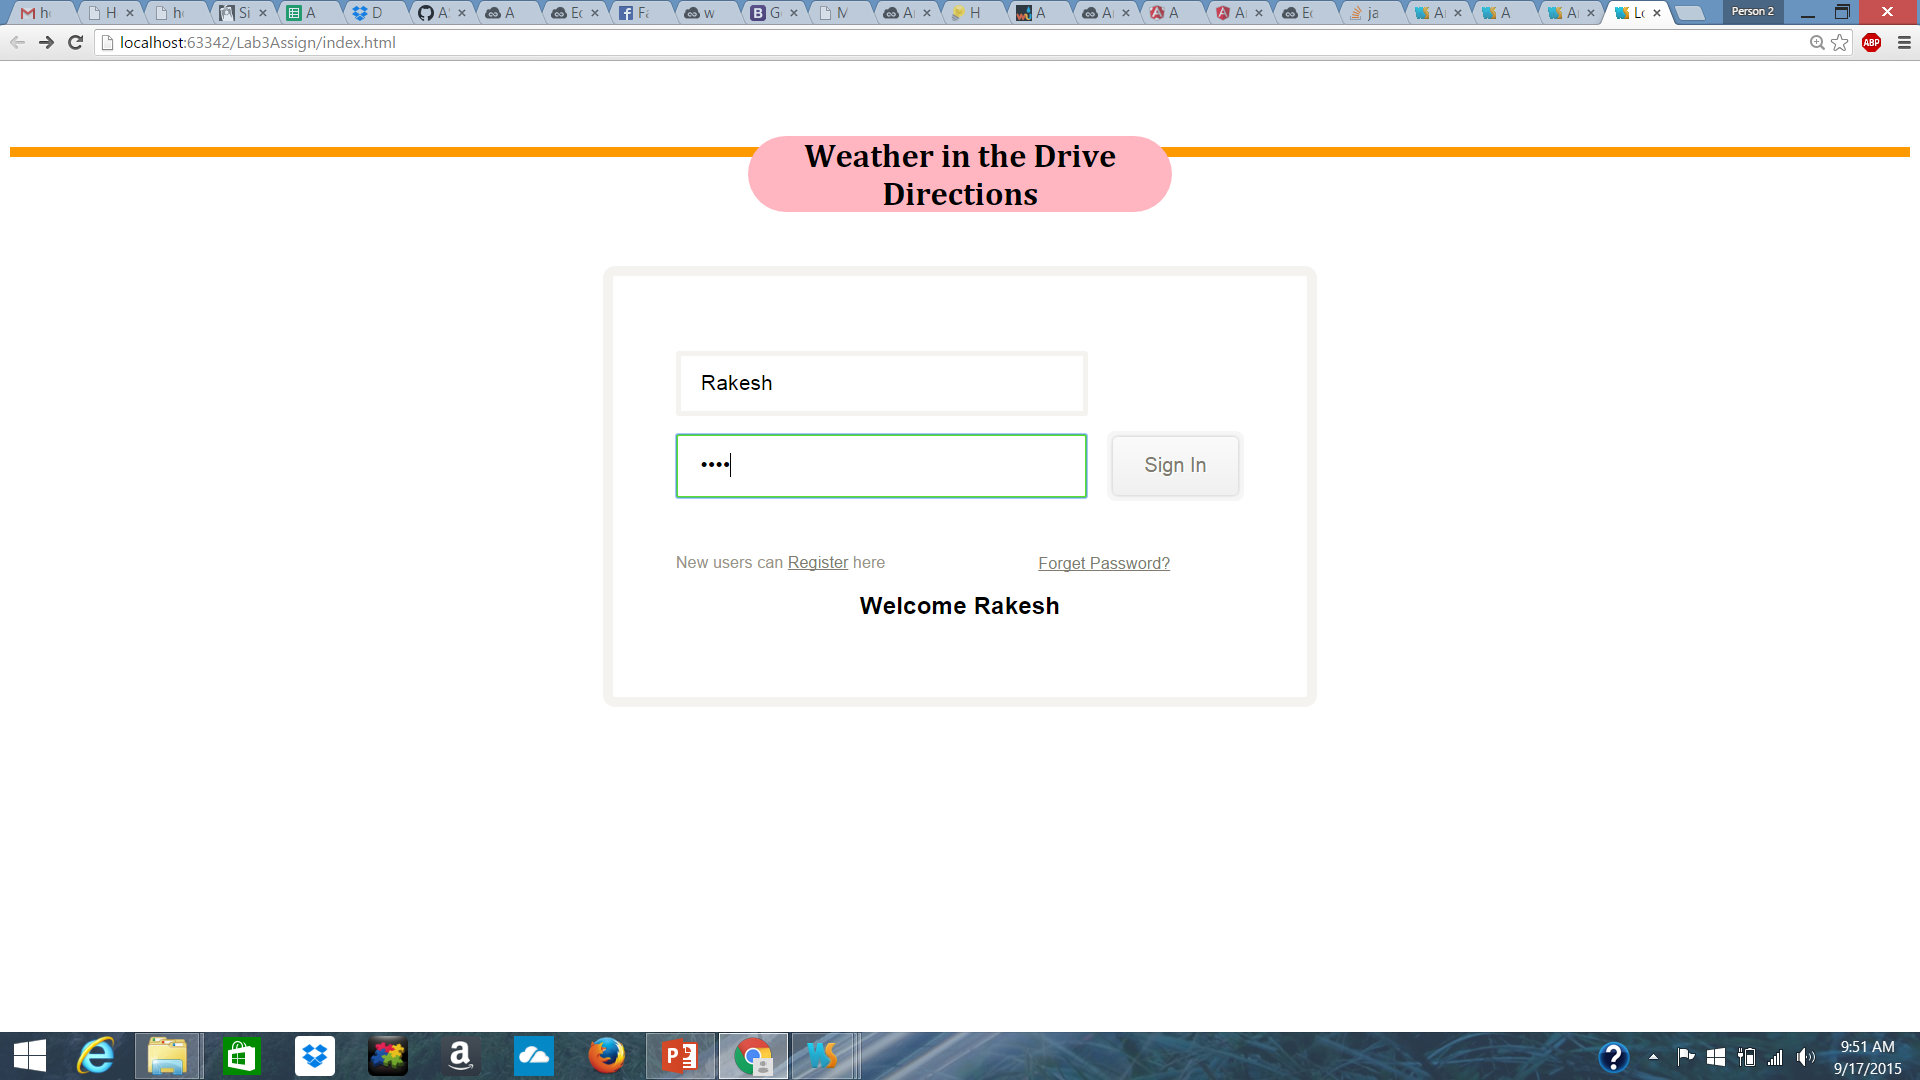 Person 2
localhost:63342/Lab3Assign/index.html
ABP
Weather in the Drive
Directions
Rakesh
••••
Sign In
New users can Register here
Forget Password?
Welcome Rakesh
9:51 AM
9/17/2015